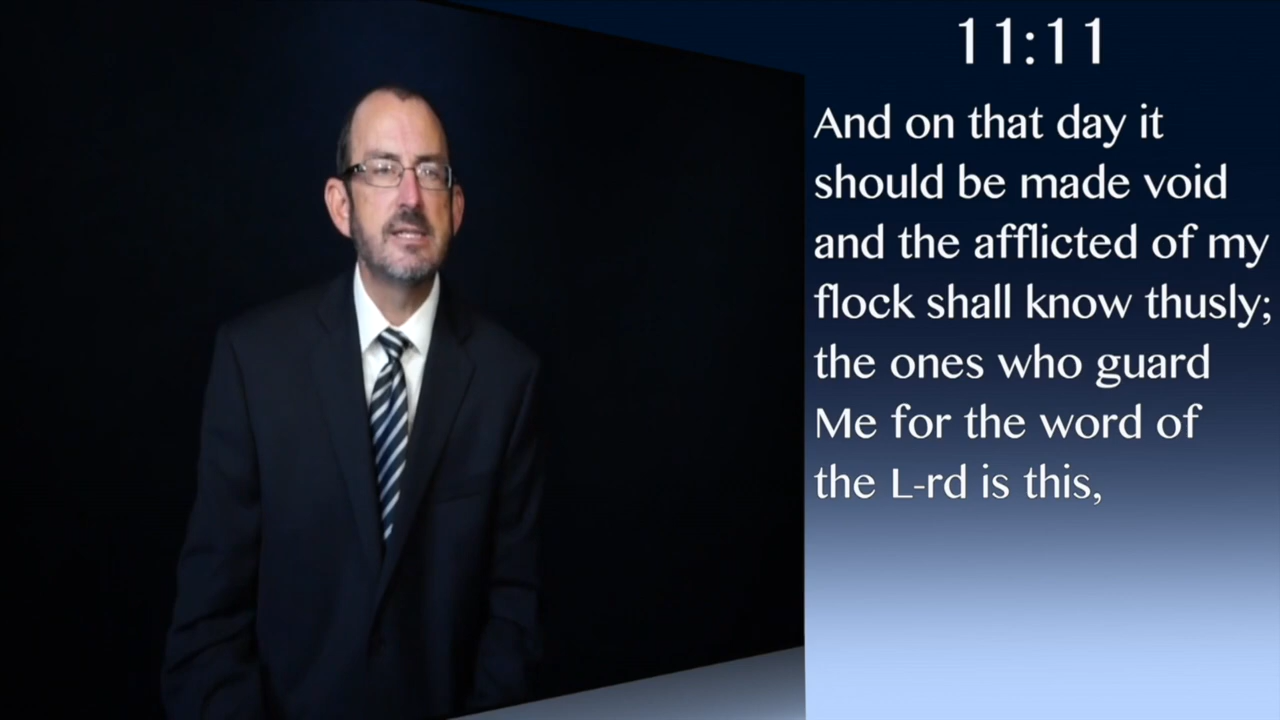 11:11
And on that day it
should be made void
and the afflicted of my
flock shall know thusly;
the ones who guard
Me for the word of
the L-rd is this,